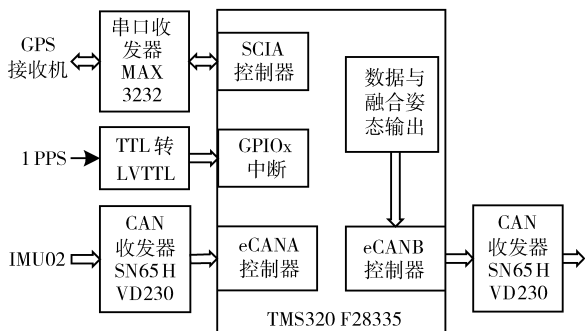 GPS
接收机
串口收
发器
MAX
3232
SCIA
控制器
数据与
融合姿
态输出
1 PPS
TTL 转
LVTTL
GPIOx
中断
IMU02
CAN
收发器
SN65H
VD230
eCANA
控制器
eCANB
控制器
CAN
收发器
SN65H
VD230
TMS320 F28335